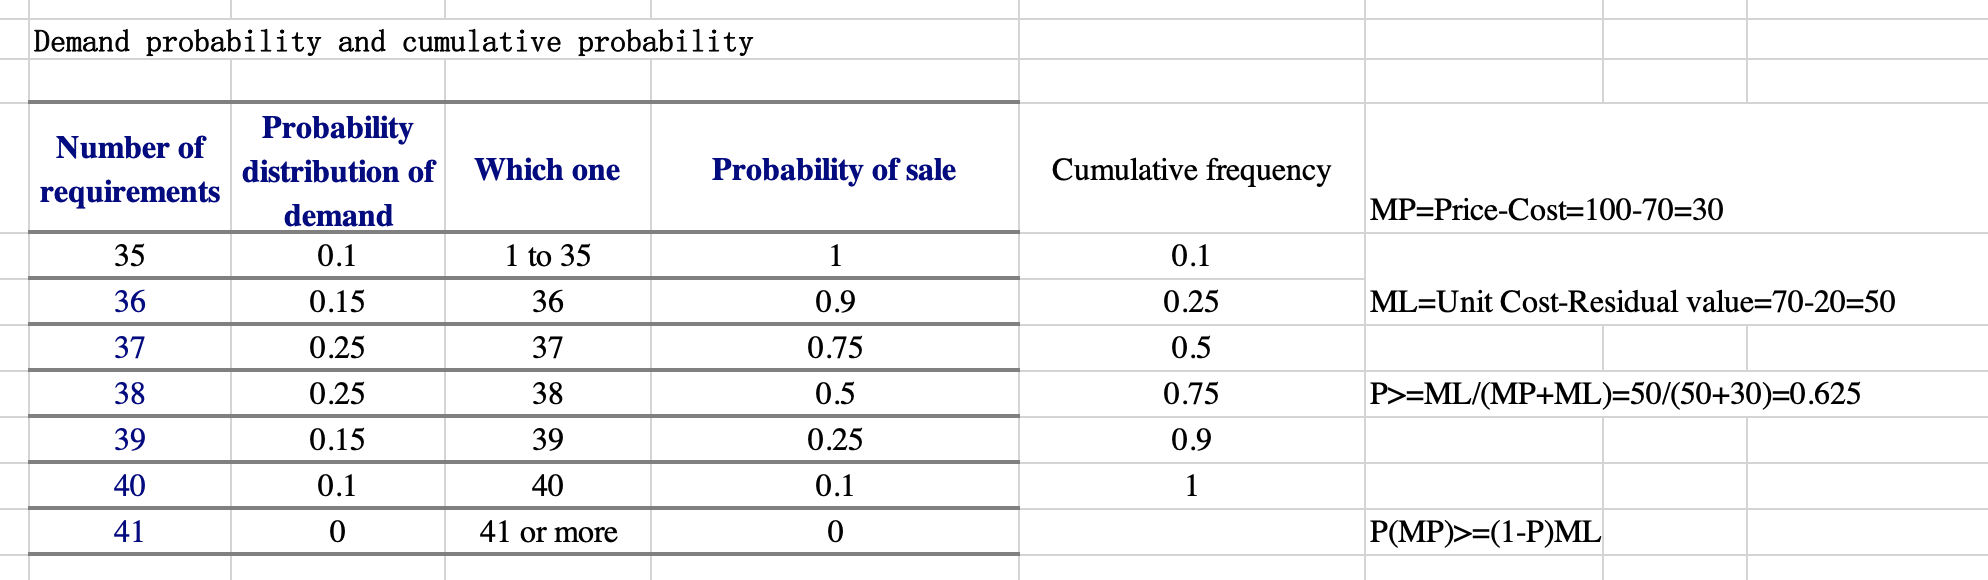 Demand probability and cumulative probability
Number of requirements Probability distribution of demand Which one Probability of sale Cumulative frequency MP=Price-Cost=100-70=30
35 0.1 1 to 35 1 0.1
36 0.15 36 0.9 0.25 ML=Unit Cost-Residual value=70-20=50
37 0.25 37 0.75 0.5
38 0.25 38 0.5 0.75 P>=ML/(MP+ML)=50/(50+30)=0.625
39 0.15 39 0.25 0.9
40 0.1 40 0.1 1
41 0 41 or more 0 P(MP)>=(1-P)ML